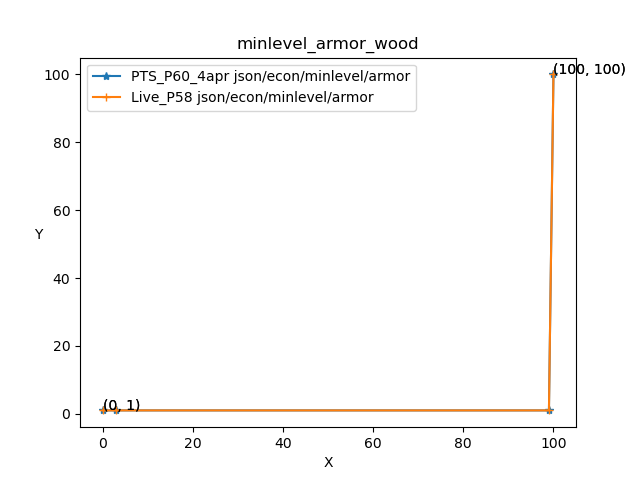 minlevel_armor_wood
PTS_P60_4apr json/econ/minlevel/armor
Live_P58 json/econ/minlevel/armor
(100, 100)
(0, 1)
100
80
60
40
20
0
Y
0 20 40 60 80 100
X